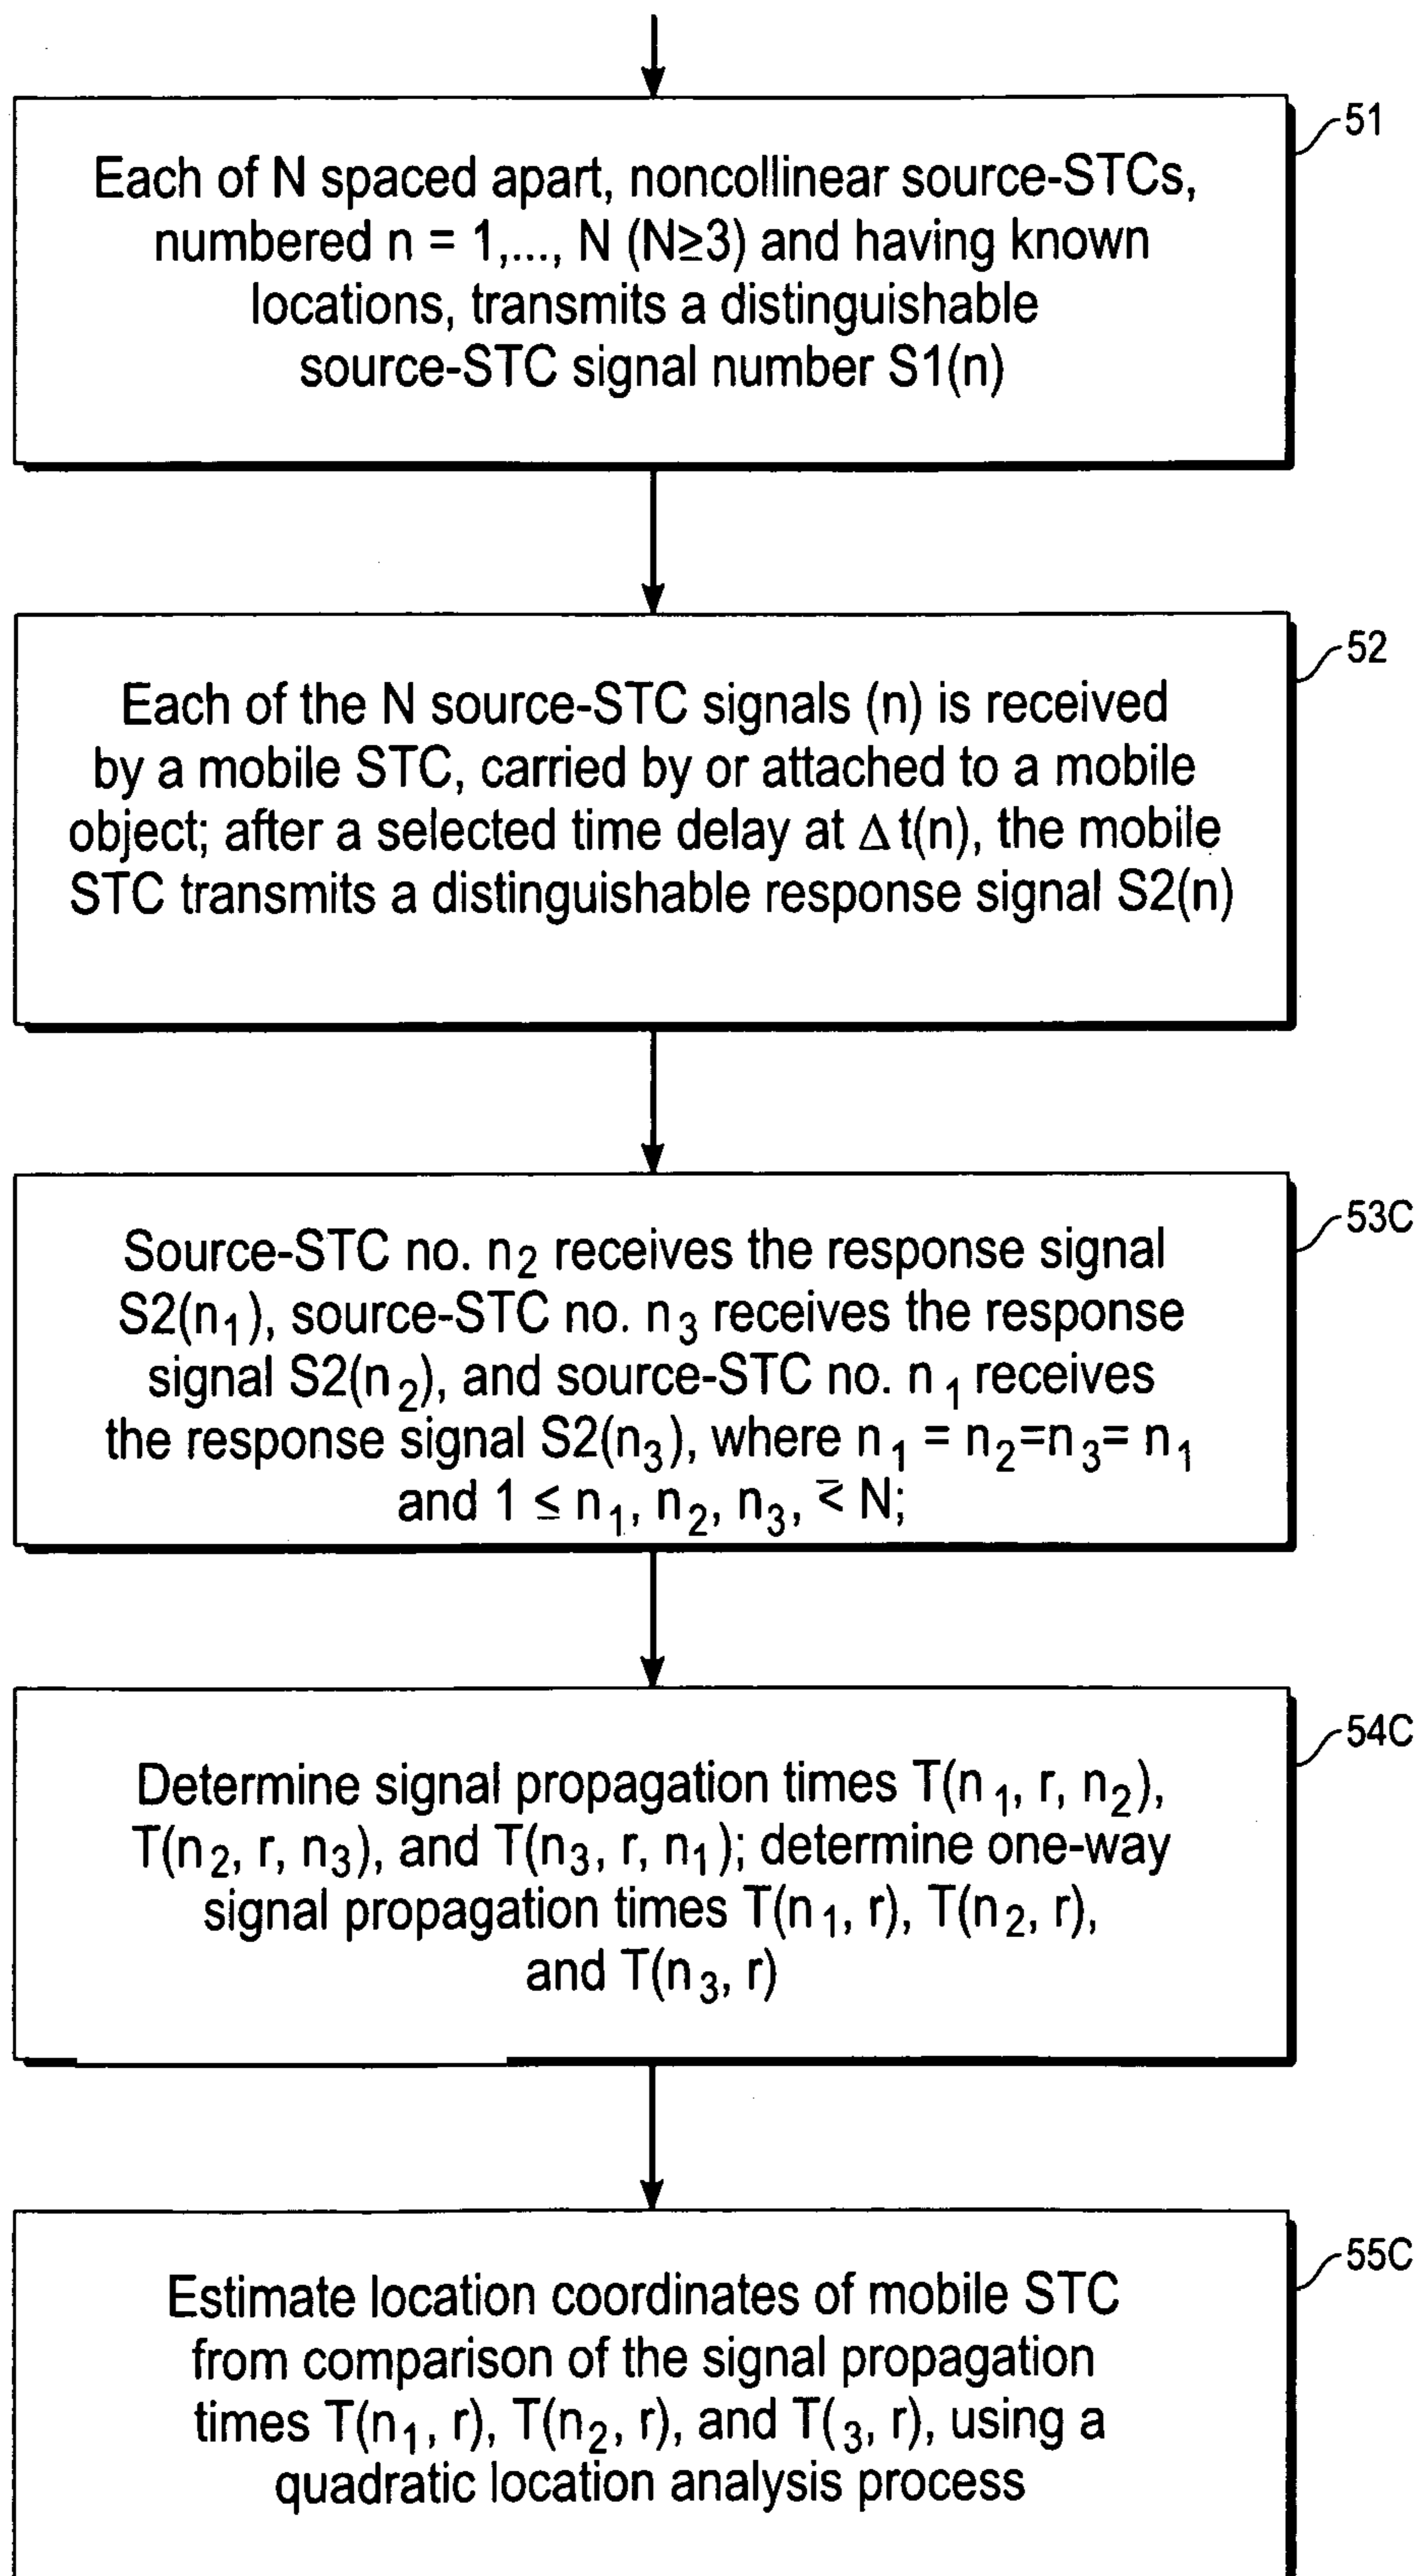 51
Each of N spaced apart, noncollinear source-STCs,
numbered n = 1,..., N (N≥3) and having known
locations, transmits a distinguishable
source-STC signal number S1(n)
52
Each of the N source-STC signals (n) is received
by a mobile STC, carried by or attached to a mobile
object; after a selected time delay at Δt(n), the mobile
STC transmits a distinguishable response signal S2(n)
53C
Source-STC no. n₂ receives the response signal
S2(n₁), source-STC no. n₃ receives the response
signal S2(n₂), and source-STC no. n₁ receives
the response signal S2(n₃), where n₁ = n₂=n₃= n₁
and 1 ≤ n₁, n₂, n₃, ≤ N;
54C
Determine signal propagation times T(n₁, r, n₂),
T(n₂, r, n₃), and T(n₃, r, n₁); determine one-way
signal propagation times T(n₁, r), T(n₂, r),
and T(n₃, r)
55C
Estimate location coordinates of mobile STC
from comparison of the signal propagation
times T(n₁, r), T(n₂, r), and T(₃, r), using a
quadratic location analysis process